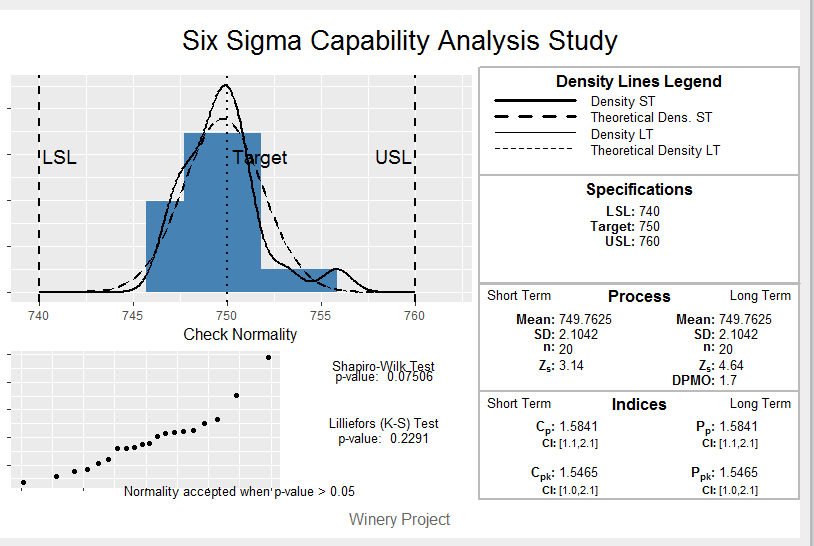 Six Sigma Capability Analysis Study
LSL
Target
USL
740
745
750
755
760
Check Normality
Shapiro-Wilk Test
p-value: 0.07506
Lilliefors (K-S) Test
p-value: 0.2291
Normality accepted when p-value > 0.05
Density Lines Legend
Density ST
Theoretical Dens. ST
Density LT
Theoretical Density LT
Specifications
LSL: 740
Target: 750
USL: 760
Short Term Process Long Term
Mean: 749.7625 Mean: 749.7625
SD: 2.1042 SD: 2.1042
n: 20 n: 20
Zs: 3.14 Zs: 4.64
DPMO: 1.7
Short Term Indices Long Term
Cp: 1.5841 Pp: 1.5841
CI: [1.1,2.1] CI: [1.1,2.1]
Cpk: 1.5465 Ppk: 1.5465
CI: [1.0,2.1] CI: [1.0,2.1]
Winery Project